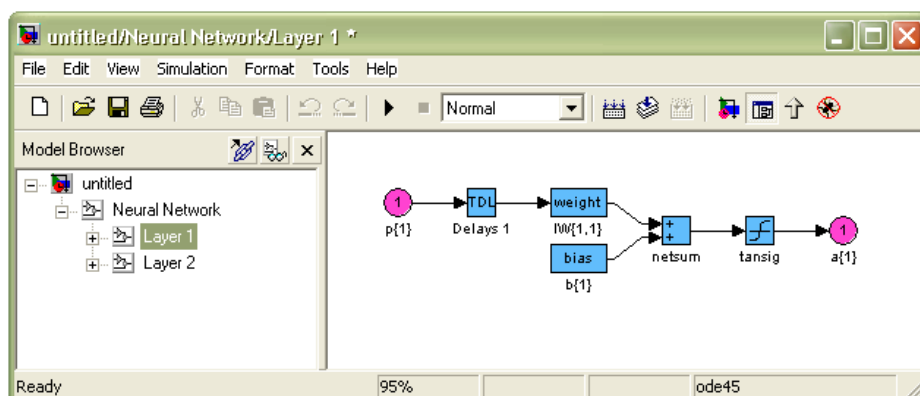 untitled/Neural Network/Layer 1 *
File Edit View Simulation Format Tools Help
Normal
Model Browser
untitled
Neural Network
Layer 1
Layer 2
1 TDL weight
p{1} Delays 1 IW{1,1}
bias
b{1}
+
+
netsum tansig
1
a{1}
Ready 95% ode45